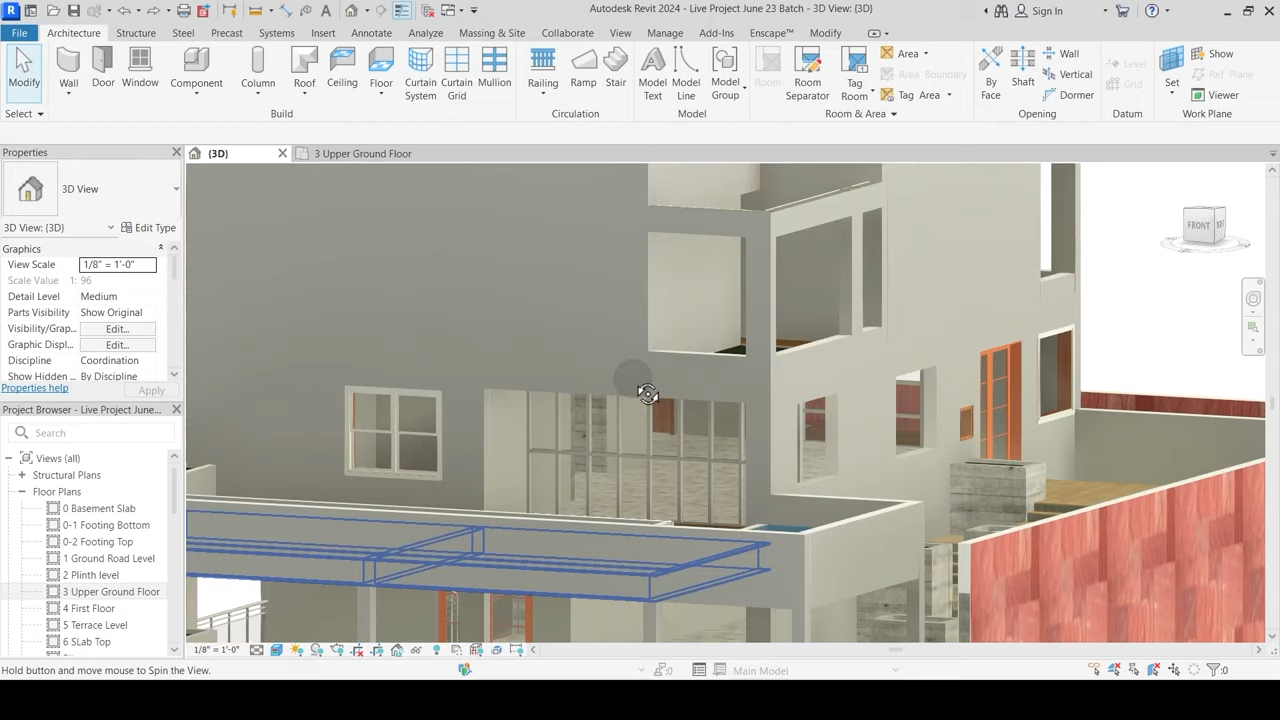 Autodesk Revit 2024 - Live Project June 23 Batch - 3D View: {3D}
Sign In
File Architecture Structure Steel Precast Systems Insert Annotate Analyze Massing & Site Collaborate View Manage Add-Ins Enscape™ Modify
Modify Wall Door Window Component Column Roof Ceiling Floor Curtain System Curtain Grid Mullion Railing Ramp Stair Model Text Model Line Model Group Room Room Separator Tag Room Area Area Boundary Tag Area By Face Shaft Wall Vertical Dormer Level Grid Set Show Ref Plane Viewer
Select Build Circulation Model Room & Area Opening Datum Work Plane
Properties
{3D}
3 Upper Ground Floor
3D View
3D View: {3D} Edit Type
Graphics
View Scale 1/8" = 1'-0"
Scale Value 1: 96
Detail Level Medium
Parts Visibility Show Original
Visibility/Grap... Edit...
Graphic Displ... Edit...
Discipline Coordination
Show Hidden By Discipline
Properties help Apply
Project Browser - Live Project June...
Search
Views (all)
Structural Plans
Floor Plans
0 Basement Slab
0-1 Footing Bottom
0-2 Footing Top
1 Ground Road Level
2 Plinth level
3 Upper Ground Floor
4 First Floor
5 Terrace Level
6 SLab Top
FRONT
1/8" = 1'-0"
Hold button and move mouse to Spin the View.
:0
Main Model
:0